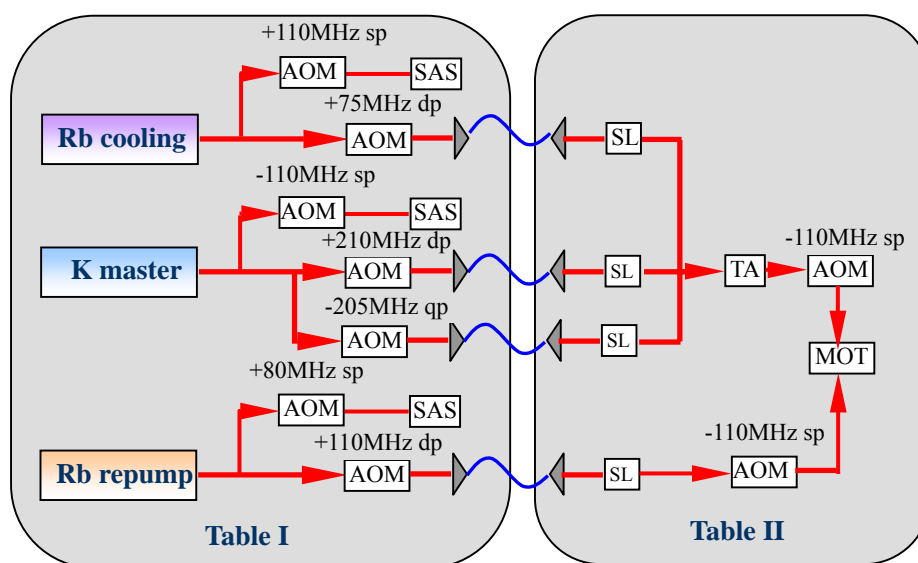 +110MHz sp
AOM SAS
+75MHz dp
Rb cooling AOM SL
-110MHz sp
AOM SAS
+210MHz dp -110MHz sp
K master AOM SL TA AOM
-205MHz qp
AOM SL MOT
+80MHz sp
AOM SAS
+110MHz dp -110MHz sp
Rb repump AOM SL AOM
Table I Table II